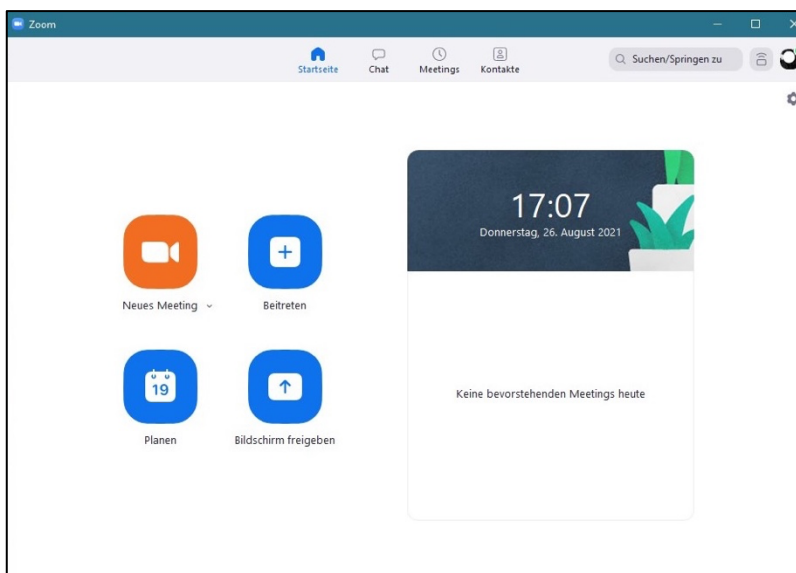 Zoom
Startseite
Chat
Meetings
Kontakte
Suchen/Springen zu
17:07
Donnerstag, 26. August 2021
Neues Meeting
Beitreten
19
Planen
Bildschirm freigeben
Keine bevorstehenden Meetings heute